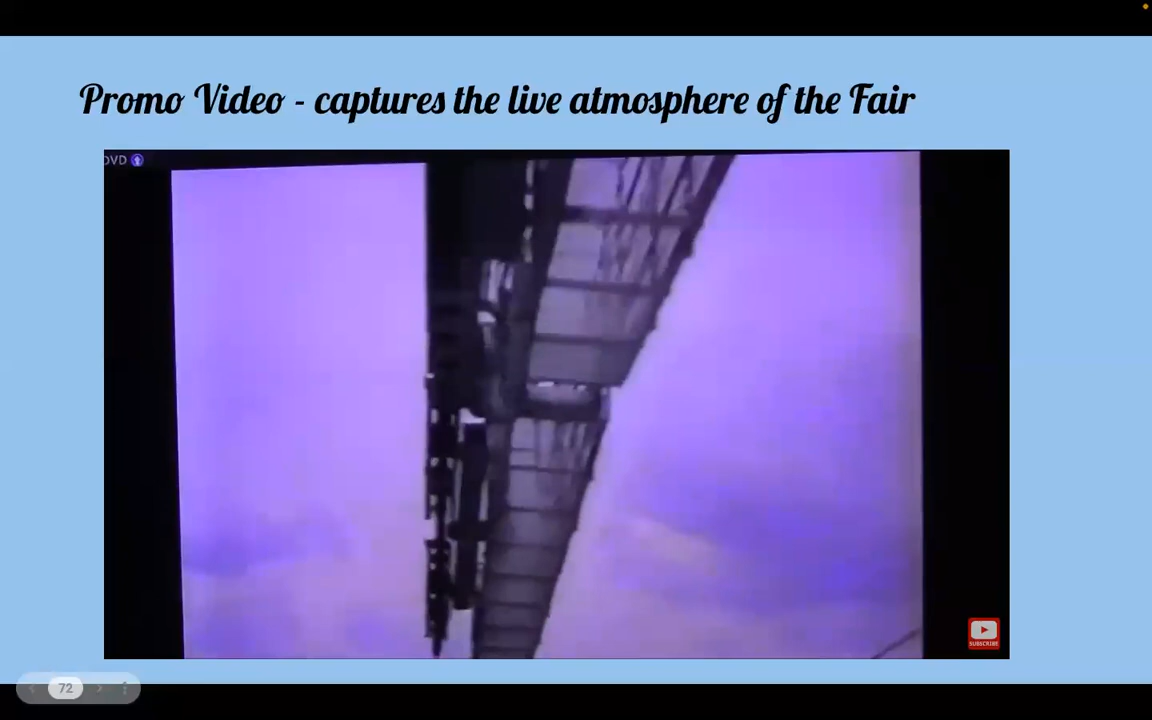 Promo Video - captures the live atmosphere of the Fair
DVD
SUBSCRIBE
72